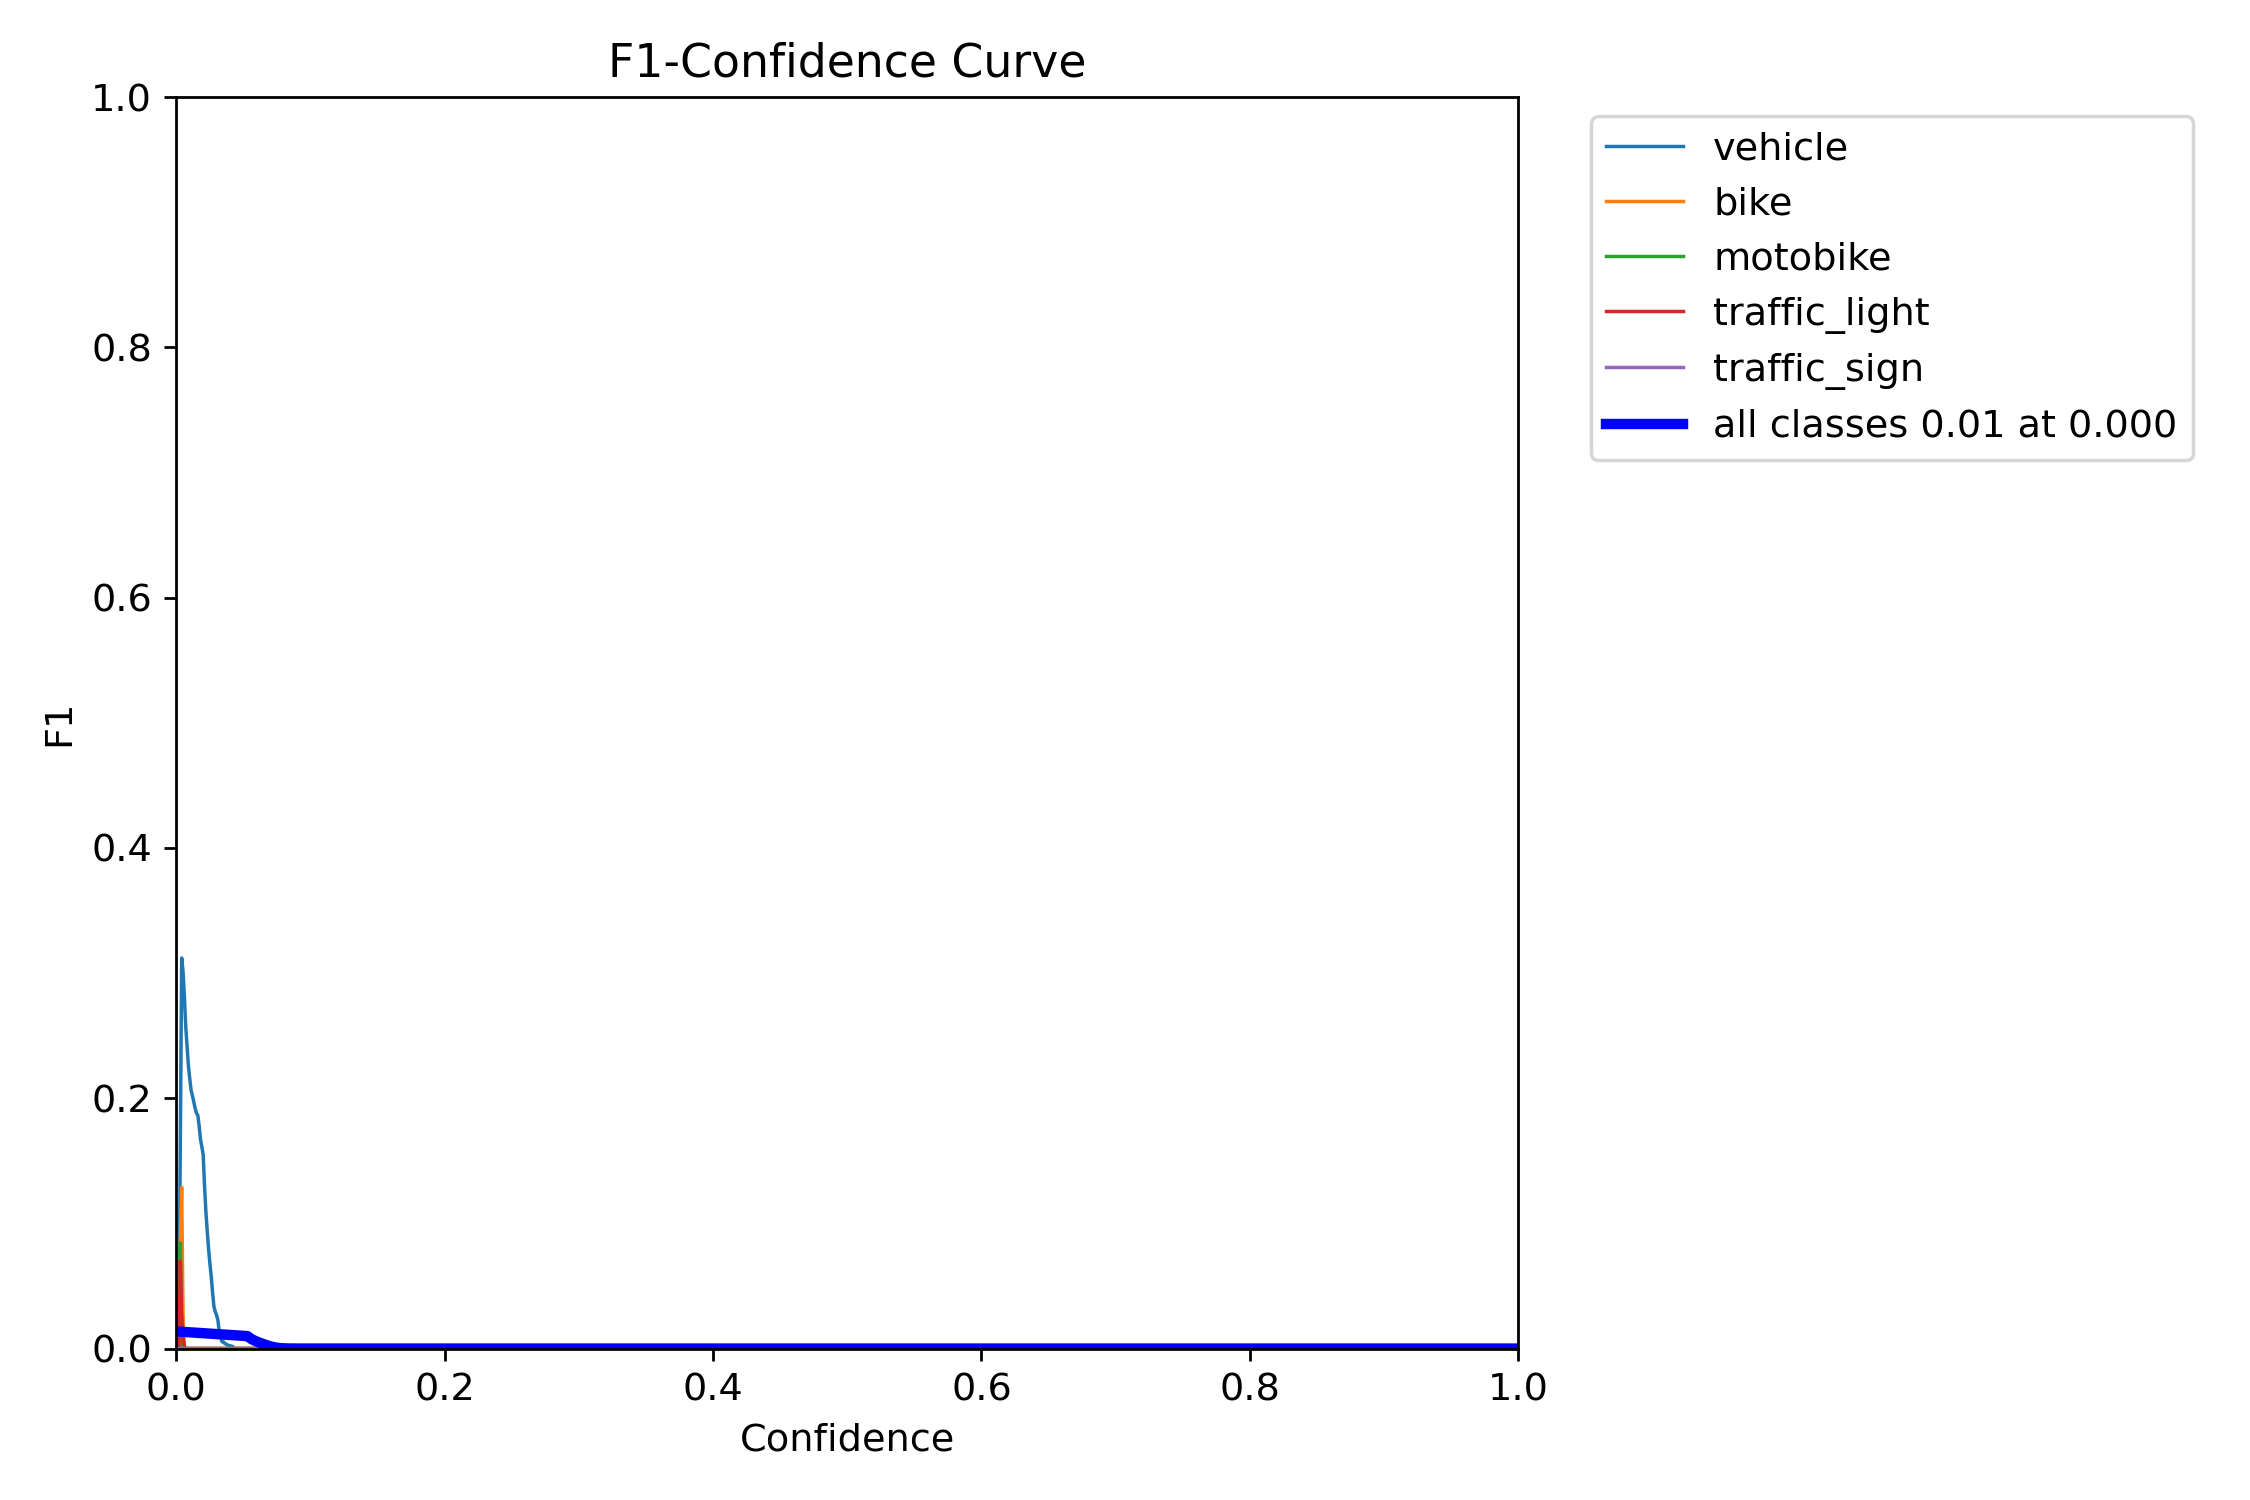 F1-Confidence Curve
1.0
0.8
0.6
0.4
0.2
0.0
F1
0.0 0.2 0.4 0.6 0.8 1.0
Confidence
vehicle
bike
motobike
traffic_light
traffic_sign
all classes 0.01 at 0.000